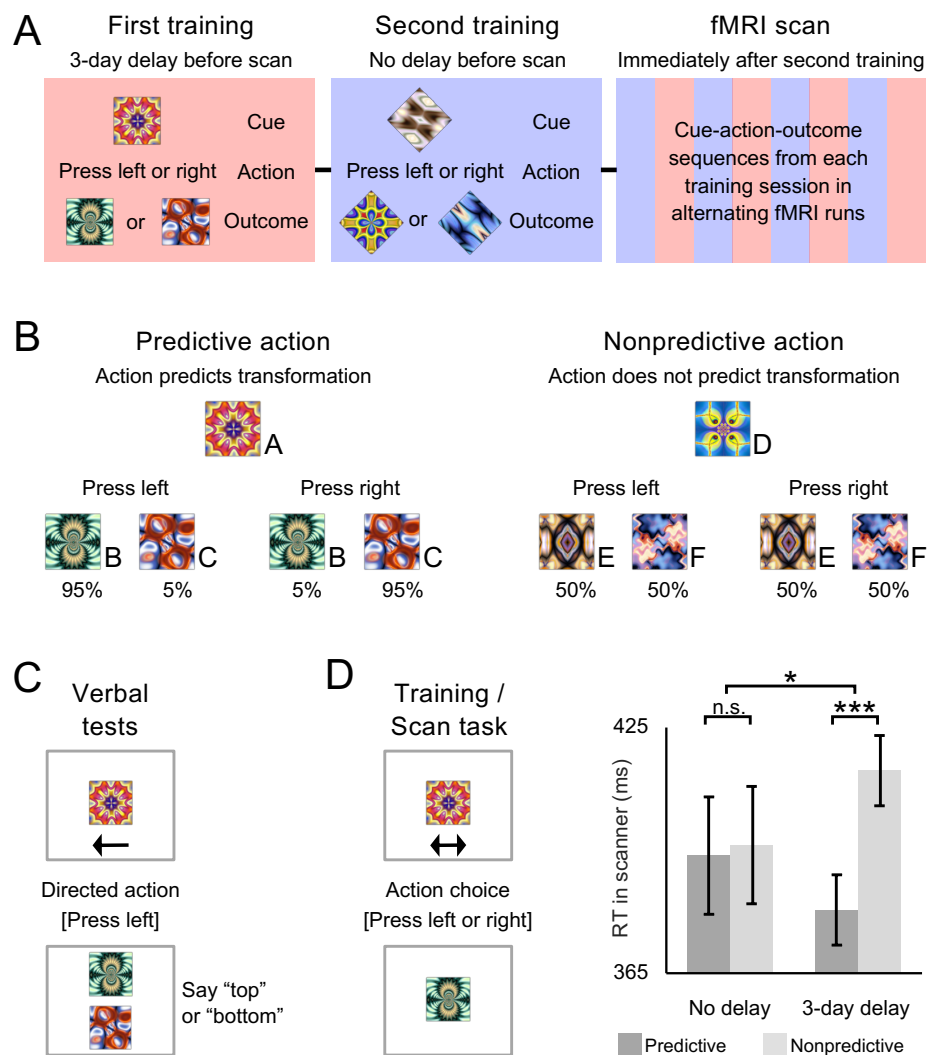 A
First training
3-day delay before scan
Cue
Press left or right Action
or Outcome
Second training
No delay before scan
Cue
Press left or right Action
or Outcome
fMRI scan
Immediately after second training
Cue-action-outcome
sequences from each
training session in
alternating fMRI runs
B
Predictive action
Action predicts transformation
A
Press left Press right
B C B C
95% 5% 5% 95%
Nonpredictive action
Action does not predict transformation
D
Press left Press right
E F E F
50% 50% 50% 50%
C
Verbal
tests
Directed action
[Press left]
Say “top”
or “bottom”
D
Training /
Scan task
Action choice
[Press left or right]
*
n.s. ***
425
RT in scanner (ms)
365
No delay 3-day delay
Predictive Nonpredictive